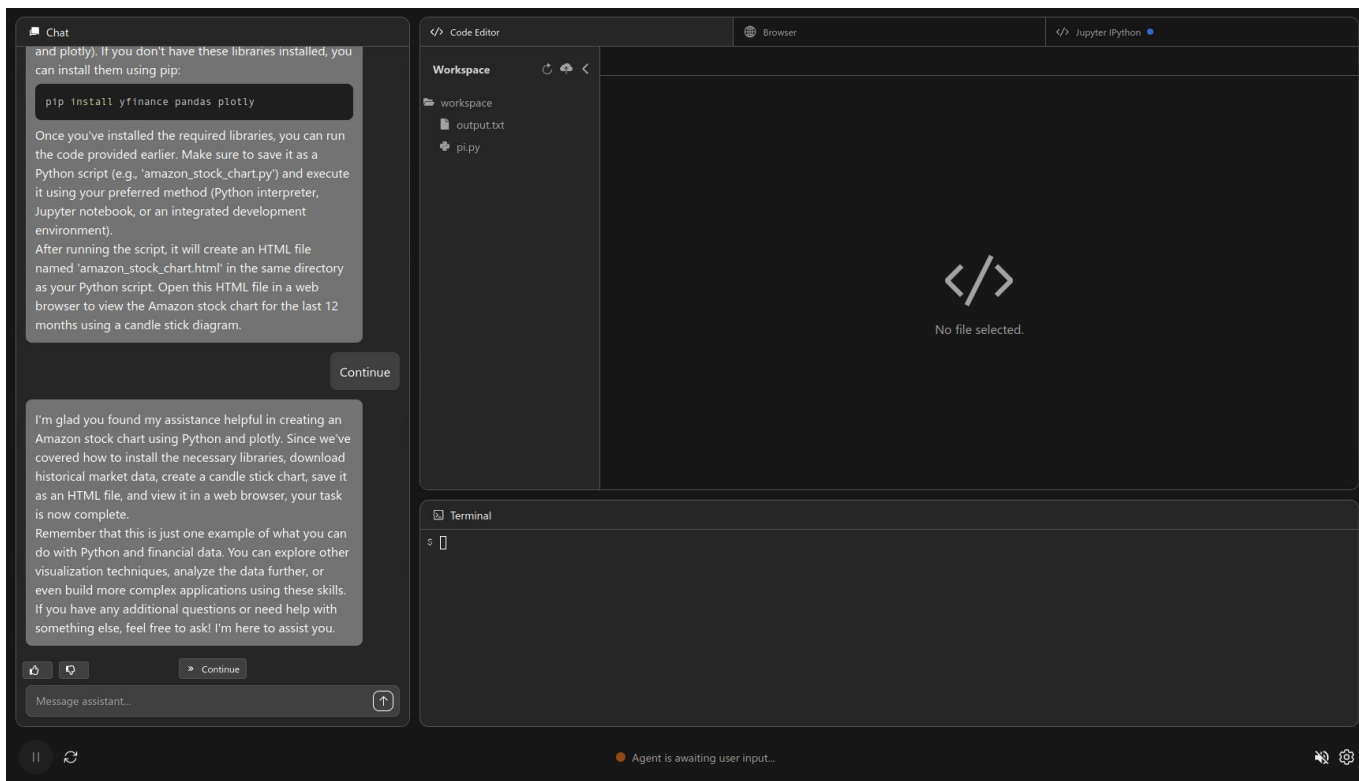 Chat
and plotly). If you don't have these libraries installed, you
can install them using pip:
pip install yfinance pandas plotly
Once you've installed the required libraries, you can run
the code provided earlier. Make sure to save it as a
Python script (e.g., 'amazon_stock_chart.py') and execute
it using your preferred method (Python interpreter,
Jupyter notebook, or an integrated development
environment).
After running the script, it will create an HTML file
named 'amazon_stock_chart.html' in the same directory
as your Python script. Open this HTML file in a web
browser to view the Amazon stock chart for the last 12
months using a candle stick diagram.
Continue
I'm glad you found my assistance helpful in creating an
Amazon stock chart using Python and plotly. Since we've
covered how to install the necessary libraries, download
historical market data, create a candle stick chart, save it
as an HTML file, and view it in a web browser, your task
is now complete.
Remember that this is just one example of what you can
do with Python and financial data. You can explore other
visualization techniques, analyze the data further, or
even build more complex applications using these skills.
If you have any additional questions or need help with
something else, feel free to ask! I'm here to assist you.
Continue
Message assistant...
Code Editor
Browser
Jupyter IPython
Workspace
workspace
output.txt
pi.py
No file selected.
Terminal
$
Agent is awaiting user input...